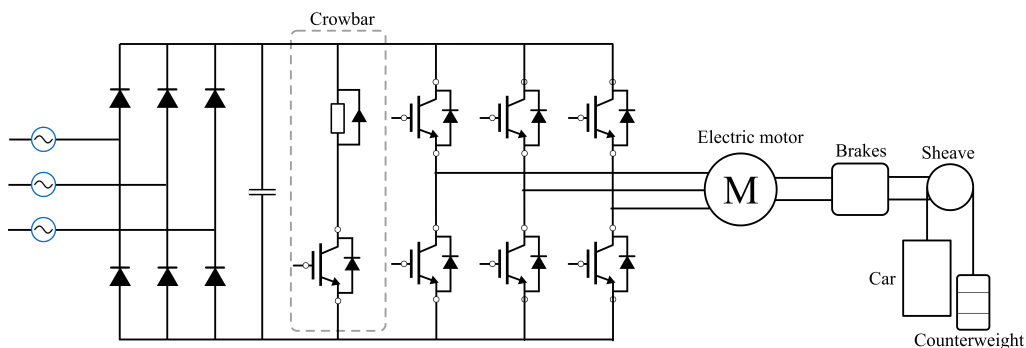 Crowbar
Electric motor
Brakes
Sheave
M
Car
Counterweight